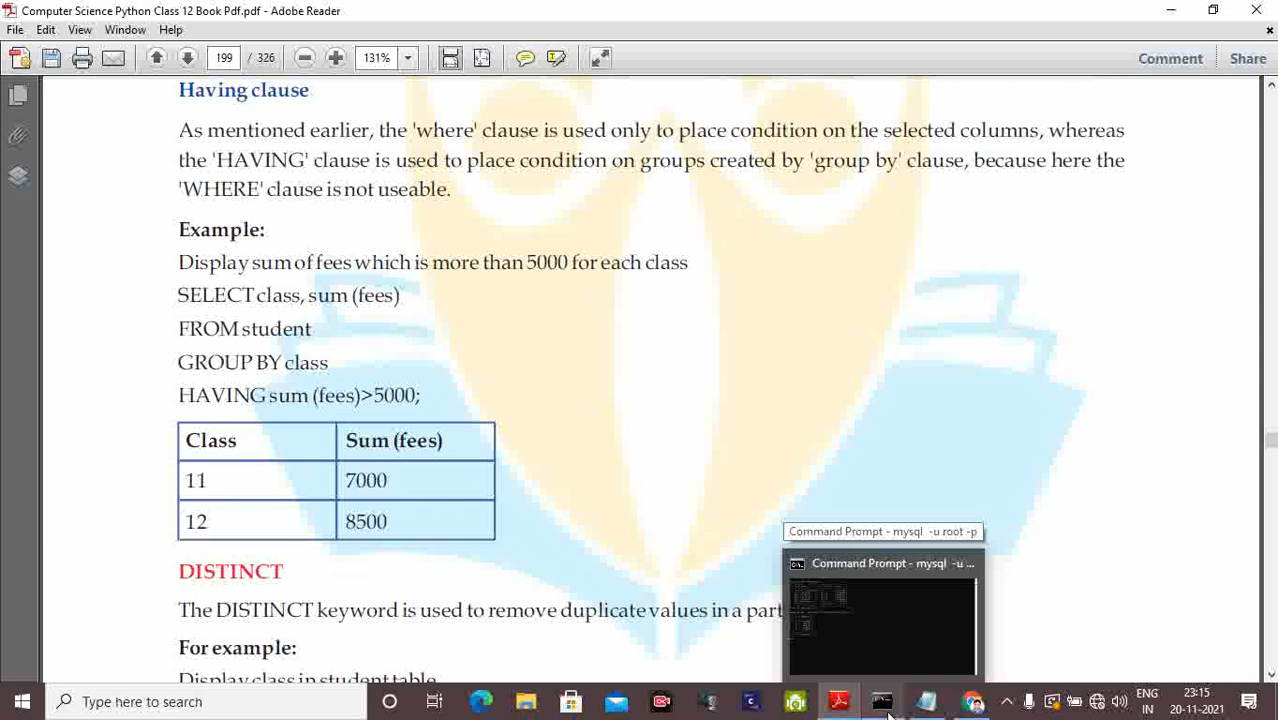 Computer Science Python Class 12 Book Pdf.pdf - Adobe Reader
File Edit View Window Help
199 / 326 131% Comment Share
Having clause
As mentioned earlier, the 'where' clause is used only to place condition on the selected columns, whereas
the 'HAVING' clause is used to place condition on groups created by 'group by' clause, because here the
'WHERE' clause is not useable.
Example:
Display sum of fees which is more than 5000 for each class
SELECT class, sum (fees)
FROM student
GROUP BY class
HAVING sum (fees)>5000;
Class Sum (fees)
11 7000
12 8500
Command Prompt - mysql -u root -p
Command Prompt - mysql -u ...
DISTINCT
The DISTINCT keyword is used to remove duplicate values in a part
For example:
Display class in student table
Type here to search
ENG
IN
23:15
20-11-2021